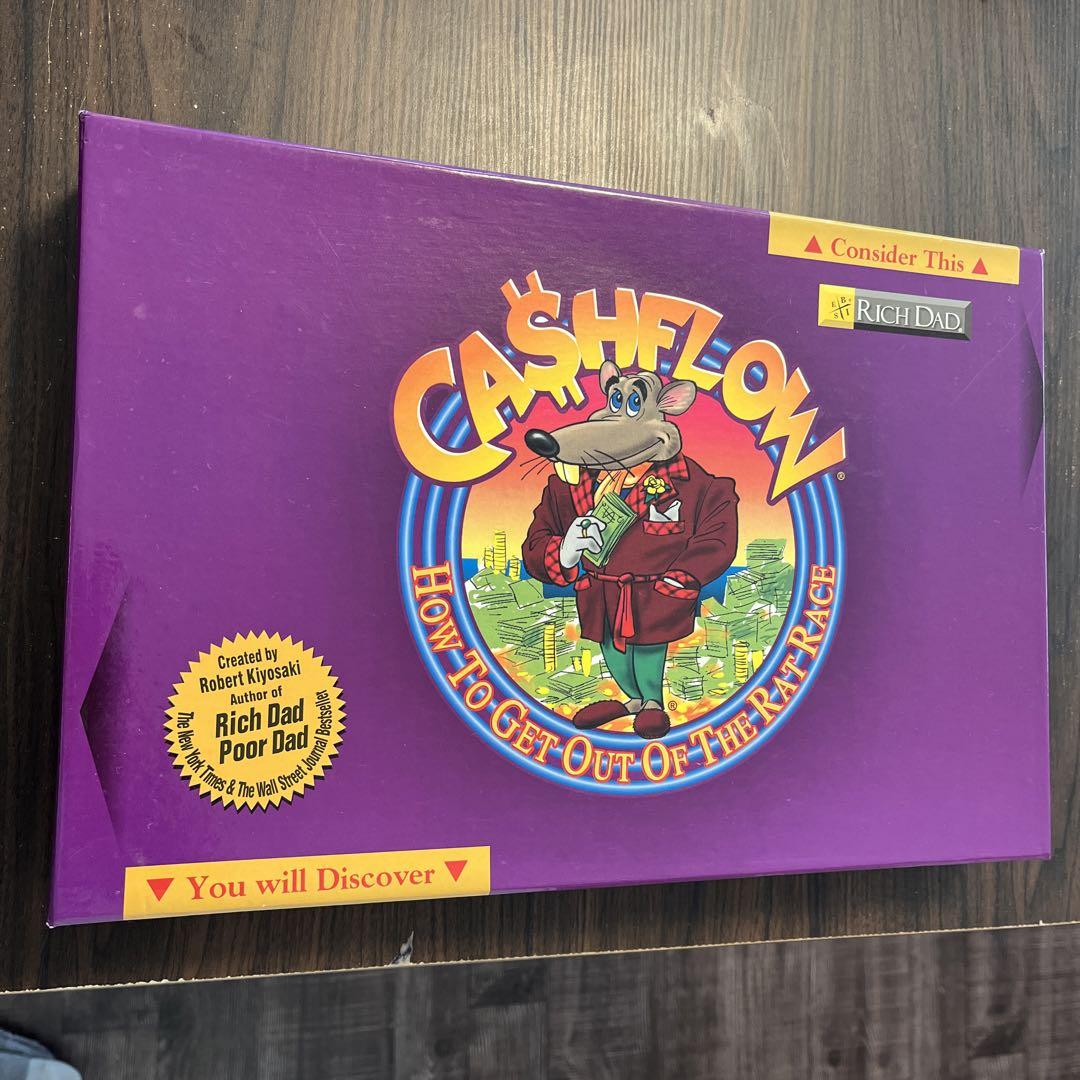 ▲ Consider This ▲
E B S I
RICH DAD®
CA$HFLOW®
HOW TO GET OUT OF THE RAT RACE
®
Created by
Robert Kiyosaki
Author of
Rich Dad
Poor Dad
The New York Times & The Wall Street Journal Bestseller
▼ You will Discover ▼